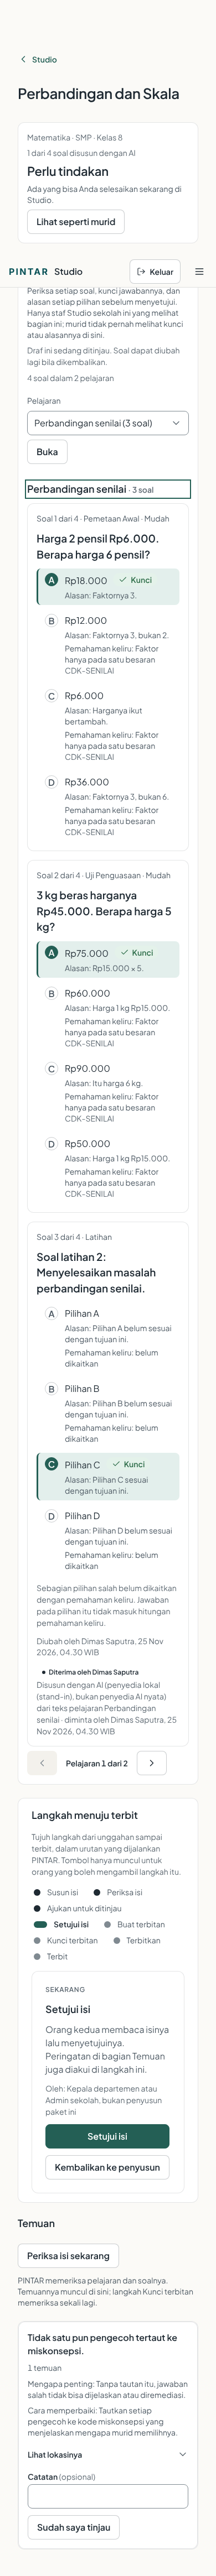 Studio
Perbandingan dan Skala
Matematika · SMP · Kelas 8
1 dari 4 soal disusun dengan AI
Perlu tindakan
Ada yang bisa Anda selesaikan sekarang di
Studio.
Lihat seperti murid
PINTAR Studio
Keluar
Periksa setiap soal, kunci jawabannya, dan
alasan setiap pilihan sebelum menyetujui.
Hanya staf Studio sekolah ini yang melihat
bagian ini; murid tidak pernah melihat kunci
atau alasannya di sini.
Draf ini sedang ditinjau. Soal dapat diubah
lagi bila dikembalikan.
4 soal dalam 2 pelajaran
Pelajaran
Perbandingan senilai (3 soal)
Buka
Perbandingan senilai · 3 soal
Soal 1 dari 4 · Pemetaan Awal · Mudah
Harga 2 pensil Rp6.000.
Berapa harga 6 pensil?
A Rp18.000 Kunci
Alasan: Faktornya 3.
B Rp12.000
Alasan: Faktornya 3, bukan 2.
Pemahaman keliru: Faktor
hanya pada satu besaran
CDK-SENILAI
C Rp6.000
Alasan: Harganya ikut
bertambah.
Pemahaman keliru: Faktor
hanya pada satu besaran
CDK-SENILAI
D Rp36.000
Alasan: Faktornya 3, bukan 6.
Pemahaman keliru: Faktor
hanya pada satu besaran
CDK-SENILAI
Soal 2 dari 4 · Uji Penguasaan · Mudah
3 kg beras harganya
Rp45.000. Berapa harga 5
kg?
A Rp75.000 Kunci
Alasan: Rp15.000 × 5.
B Rp60.000
Alasan: Harga 1 kg Rp15.000.
Pemahaman keliru: Faktor
hanya pada satu besaran
CDK-SENILAI
C Rp90.000
Alasan: Itu harga 6 kg.
Pemahaman keliru: Faktor
hanya pada satu besaran
CDK-SENILAI
D Rp50.000
Alasan: Harga 1 kg Rp15.000.
Pemahaman keliru: Faktor
hanya pada satu besaran
CDK-SENILAI
Soal 3 dari 4 · Latihan
Soal latihan 2:
Menyelesaikan masalah
perbandingan senilai.
A Pilihan A
Alasan: Pilihan A belum sesuai
dengan tujuan ini.
Pemahaman keliru: belum
dikaitkan
B Pilihan B
Alasan: Pilihan B belum sesuai
dengan tujuan ini.
Pemahaman keliru: belum
dikaitkan
C Pilihan C Kunci
Alasan: Pilihan C sesuai
dengan tujuan ini.
D Pilihan D
Alasan: Pilihan D belum sesuai
dengan tujuan ini.
Pemahaman keliru: belum
dikaitkan
Sebagian pilihan salah belum dikaitkan
dengan pemahaman keliru. Jawaban
pada pilihan itu tidak masuk hitungan
pemahaman keliru.
Diubah oleh Dimas Saputra, 25 Nov
2026, 04.30 WIB
Diterima oleh Dimas Saputra
Disusun dengan AI (penyedia lokal
(stand-in), bukan penyedia AI nyata)
dari teks pelajaran Perbandingan
senilai · diminta oleh Dimas Saputra, 25
Nov 2026, 04.30 WIB
Pelajaran 1 dari 2
Langkah menuju terbit
Tujuh langkah dari unggahan sampai
terbit, dalam urutan yang dijalankan
PINTAR. Tombol hanya muncul untuk
orang yang boleh mengambil langkah itu.
Susun isi Periksa isi
Ajukan untuk ditinjau
Setujui isi Buat terbitan
Kunci terbitan Terbitkan
Terbit
SEKARANG
Setujui isi
Orang kedua membaca isinya
lalu menyetujuinya.
Peringatan di bagian Temuan
juga diakui di langkah ini.
Oleh: Kepala departemen atau
Admin sekolah, bukan penyusun
paket ini
Setujui isi
Kembalikan ke penyusun
Temuan
Periksa isi sekarang
PINTAR memeriksa pelajaran dan soalnya.
Temuannya muncul di sini; langkah Kunci terbitan
memeriksa sekali lagi.
Tidak satu pun pengecoh tertaut ke
miskonsepsi.
1 temuan
Mengapa penting: Tanpa tautan itu, jawaban
salah tidak bisa dijelaskan atau diremediasi.
Cara memperbaiki: Tautkan setiap
pengecoh ke kode miskonsepsi yang
menjelaskan mengapa murid memilihnya.
Lihat lokasinya
Catatan (opsional)
Sudah saya tinjau